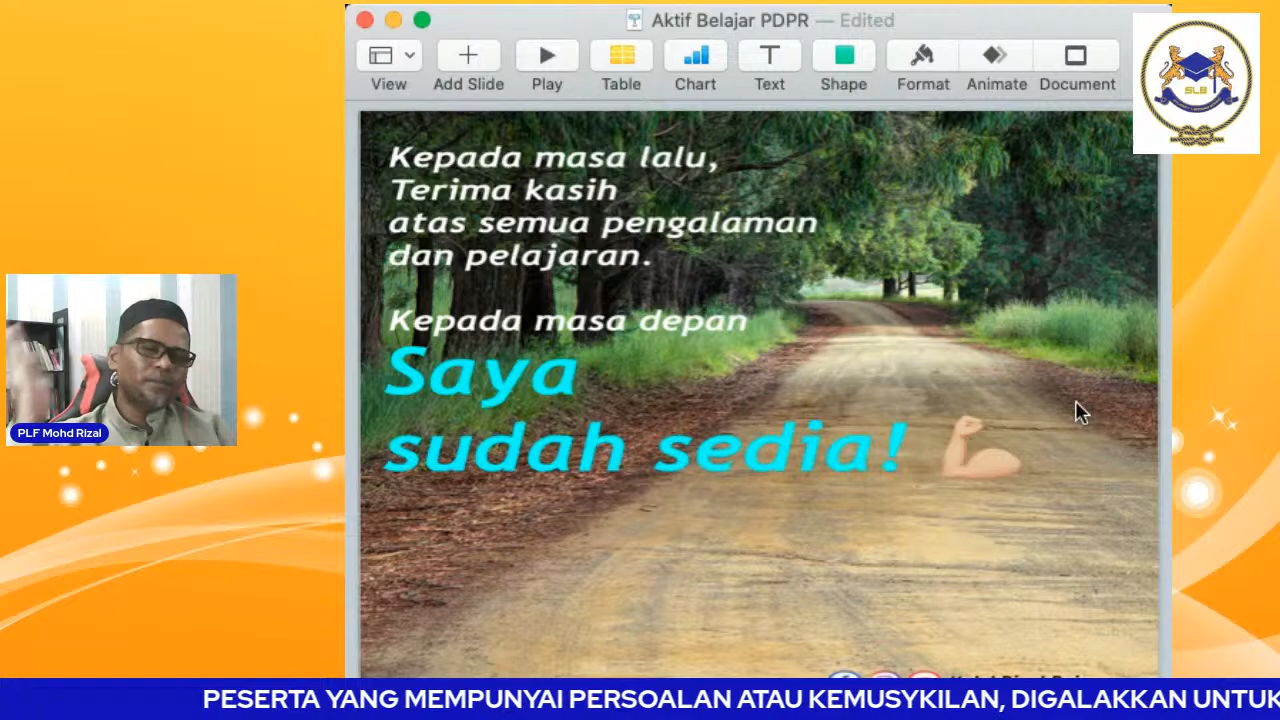 Aktif Belajar PDPR — Edited
View
Add Slide
Play
Table
Chart
Text
Shape
Format
Animate
Document
SLB
Kepada masa lalu,
Terima kasih
atas semua pengalaman
dan pelajaran.
Kepada masa depan
Saya
sudah sedia!
PLF Mohd Rizal
PESERTA YANG MEMPUNYAI PERSOALAN ATAU KEMUSYKILAN, DIGALAKKAN UNTUK